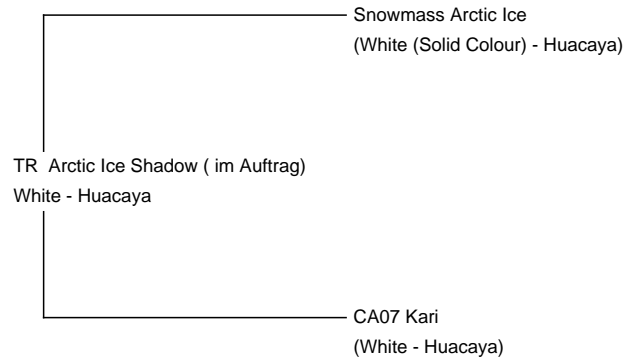 Snowmass Arctic Ice
(White (Solid Colour) - Huacaya)
TR  Arctic Ice Shadow ( im Auftrag)
White - Huacaya
CA07 Kari
(White - Huacaya)